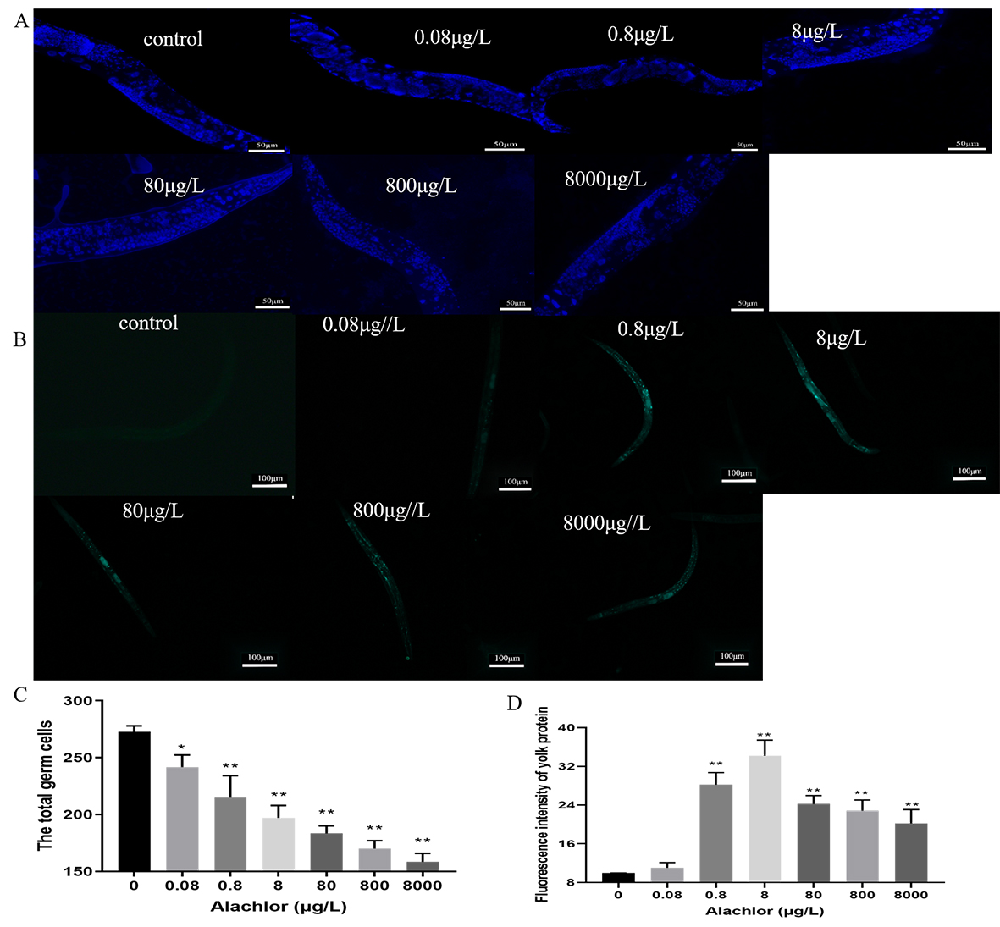 A
control
0.08µg/L
0.8µg/L
8µg/L
50µm
50µm
50µm
50µm
80µg/L
800µg/L
8000µg/L
50µm
50µm
50µm
B
control
0.08µg//L
0.8µg/L
8µg/L
100µm
100µm
100µm
100µm
80µg/L
800µg//L
8000µg//L
100µm
100µm
100µm
C
The total germ cells
300
250
200
150
*
**
**
**
**
**
0 0.08 0.8 8 80 800 8000
Alachlor (µg/L)
D
Fluorescence intensity of yolk protein
40
32
24
16
8
**
**
**
**
**
0 0.08 0.8 8 80 800 8000
Alachlor (µg/L)